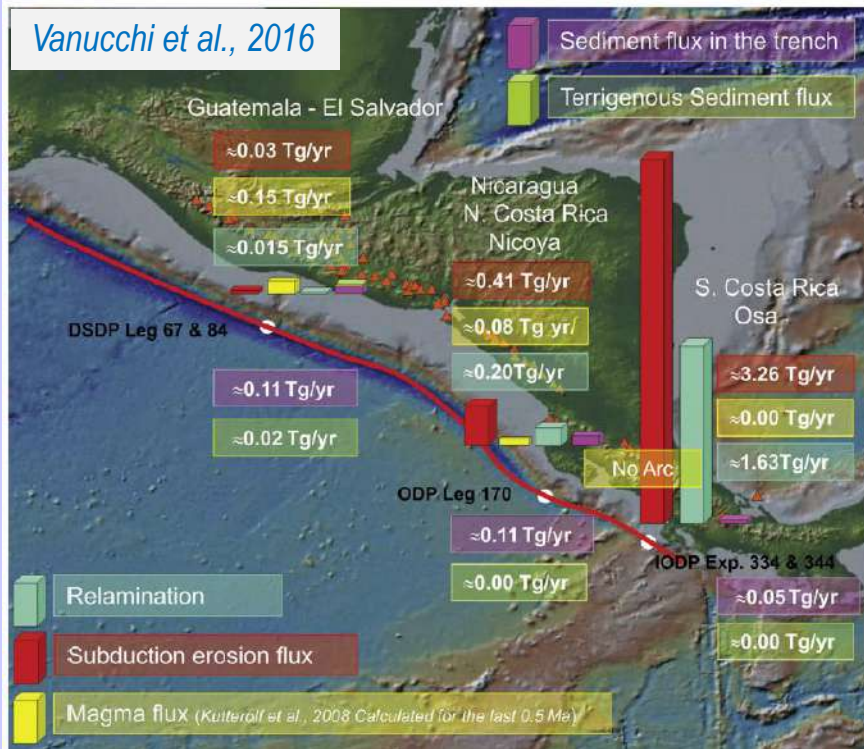 Vanucchi et al., 2016
Sediment flux in the trench
Terrigenous Sediment flux
Guatemala - El Salvador
≈0.03 Tg/yr
≈0.15 Tg/yr
≈0.015 Tg/yr
Nicaragua
N. Costa Rica
Nicoya
≈0.41 Tg/yr
≈0.08 Tg yr/
≈0.20Tg/yr
S. Costa Rica
Osa
≈3.26 Tg/yr
≈0.00 Tg/yr
≈1.63Tg/yr
DSDP Leg 67 & 84
≈0.11 Tg/yr
≈0.02 Tg/yr
No Arc
ODP Leg 170
≈0.11 Tg/yr
≈0.00 Tg/yr
IODP Exp. 334 & 344
≈0.05 Tg/yr
≈0.00 Tg/yr
Relamination
Subduction erosion flux
Magma flux (Kutterolf et al., 2008 Calculated for the last 0.5 Ma)